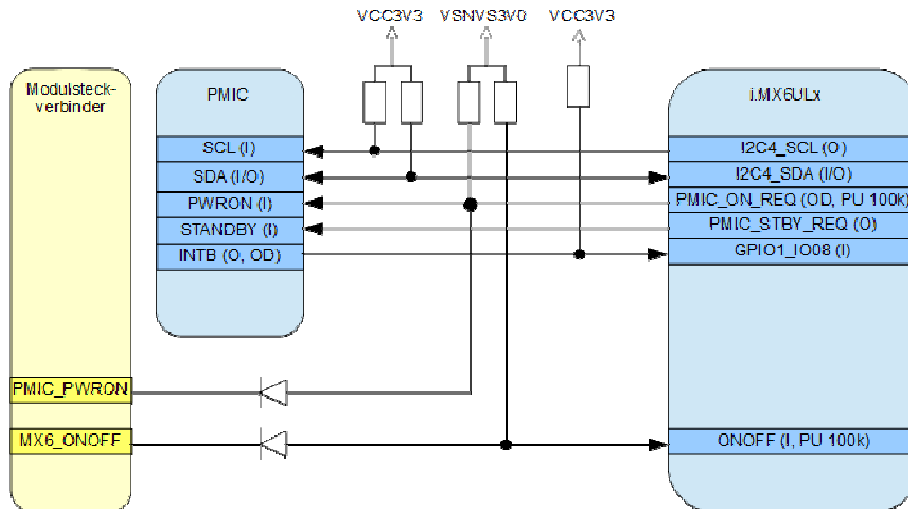 VCC3V3 VSNVS3V0 VCC3V3
Modulsteck-
verbinder
PMIC
i.MX6ULx
SCL (I)
I2C4_SCL (O)
SDA (I/O)
I2C4_SDA (I/O)
PWRON (I)
PMIC_ON_REQ (OD, PU 100k)
STANDBY (I)
PMIC_STBY_REQ (O)
INTB (O, OD)
GPIO1_IO08 (I)
PMIC_PWRON
MX6_ONOFF
ONOFF (I, PU 100k)